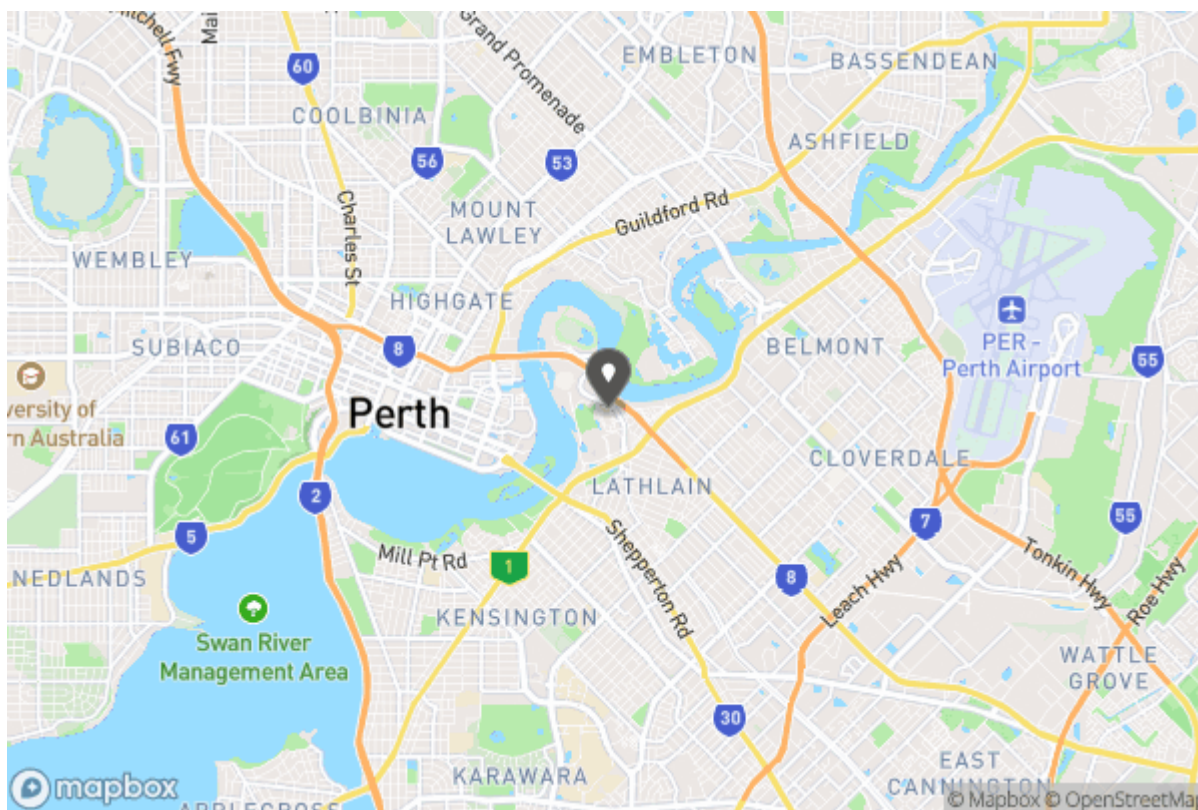 Mitchell Fwy
Grand Promenade
EMBLETON
BASSENDEAN
60
COOLBINIA
56
53
ASHFIELD
Charles St
MOUNT
LAWLEY
Guildford Rd
WEMBLEY
HIGHGATE
SUBIACO
8
BELMONT
PER -
Perth Airport
55
Perth
61
versity of
rn Australia
CLOVERDALE
LATHLAIN
2
5
7
55
Mill Pt Rd
1
Shepperton Rd
8
Leach Hwy
Tonkin Hwy
Roe Hwy
NEDLANDS
KENSINGTON
Swan River
Management Area
WATTLE
GROVE
30
KARAWARA
EAST
CANNINGTON
mapbox
APPLECROSS
© Mapbox © OpenStreetMa